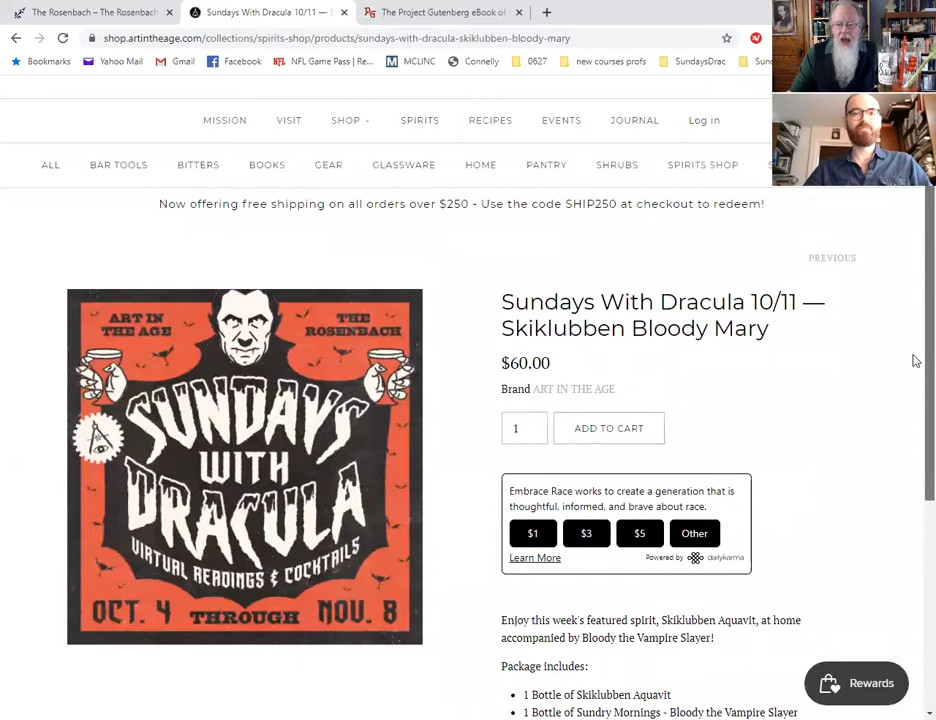 The Rosenbach – The Rosenbach
Sundays With Dracula 10/11 —
The Project Gutenberg eBook of
shop.artintheage.com/collections/spirits-shop/products/sundays-with-dracula-skiklubben-bloody-mary
Bookmarks Yahoo Mail Gmail Facebook NFL Game Pass | Re... MCLINC Connelly 0627 new courses profs SundaysDrac
MISSION VISIT SHOP SPIRITS RECIPES EVENTS JOURNAL Log in
ALL BAR TOOLS BITTERS BOOKS GEAR GLASSWARE HOME PANTRY SHRUBS SPIRITS SHOP
Now offering free shipping on all orders over $250 - Use the code SHIP250 at checkout to redeem!
PREVIOUS
ART IN
THE AGE
THE
ROSENBACH
SUNDAYS
WITH
DRACULA
VIRTUAL READINGS & COCKTAILS
OCT. 4 THROUGH NOV. 8
Sundays With Dracula 10/11 —
Skiklubben Bloody Mary
$60.00
Brand ART IN THE AGE
1 ADD TO CART
Embrace Race works to create a generation that is
thoughtful, informed, and brave about race.
$1 $3 $5 Other
Learn More Powered by dailykarma
Enjoy this week's featured spirit, Skiklubben Aquavit, at home
accompanied by Bloody the Vampire Slayer!
Package includes:
1 Bottle of Skiklubben Aquavit
1 Bottle of Sundry Mornings - Bloody the Vampire Slayer
Rewards